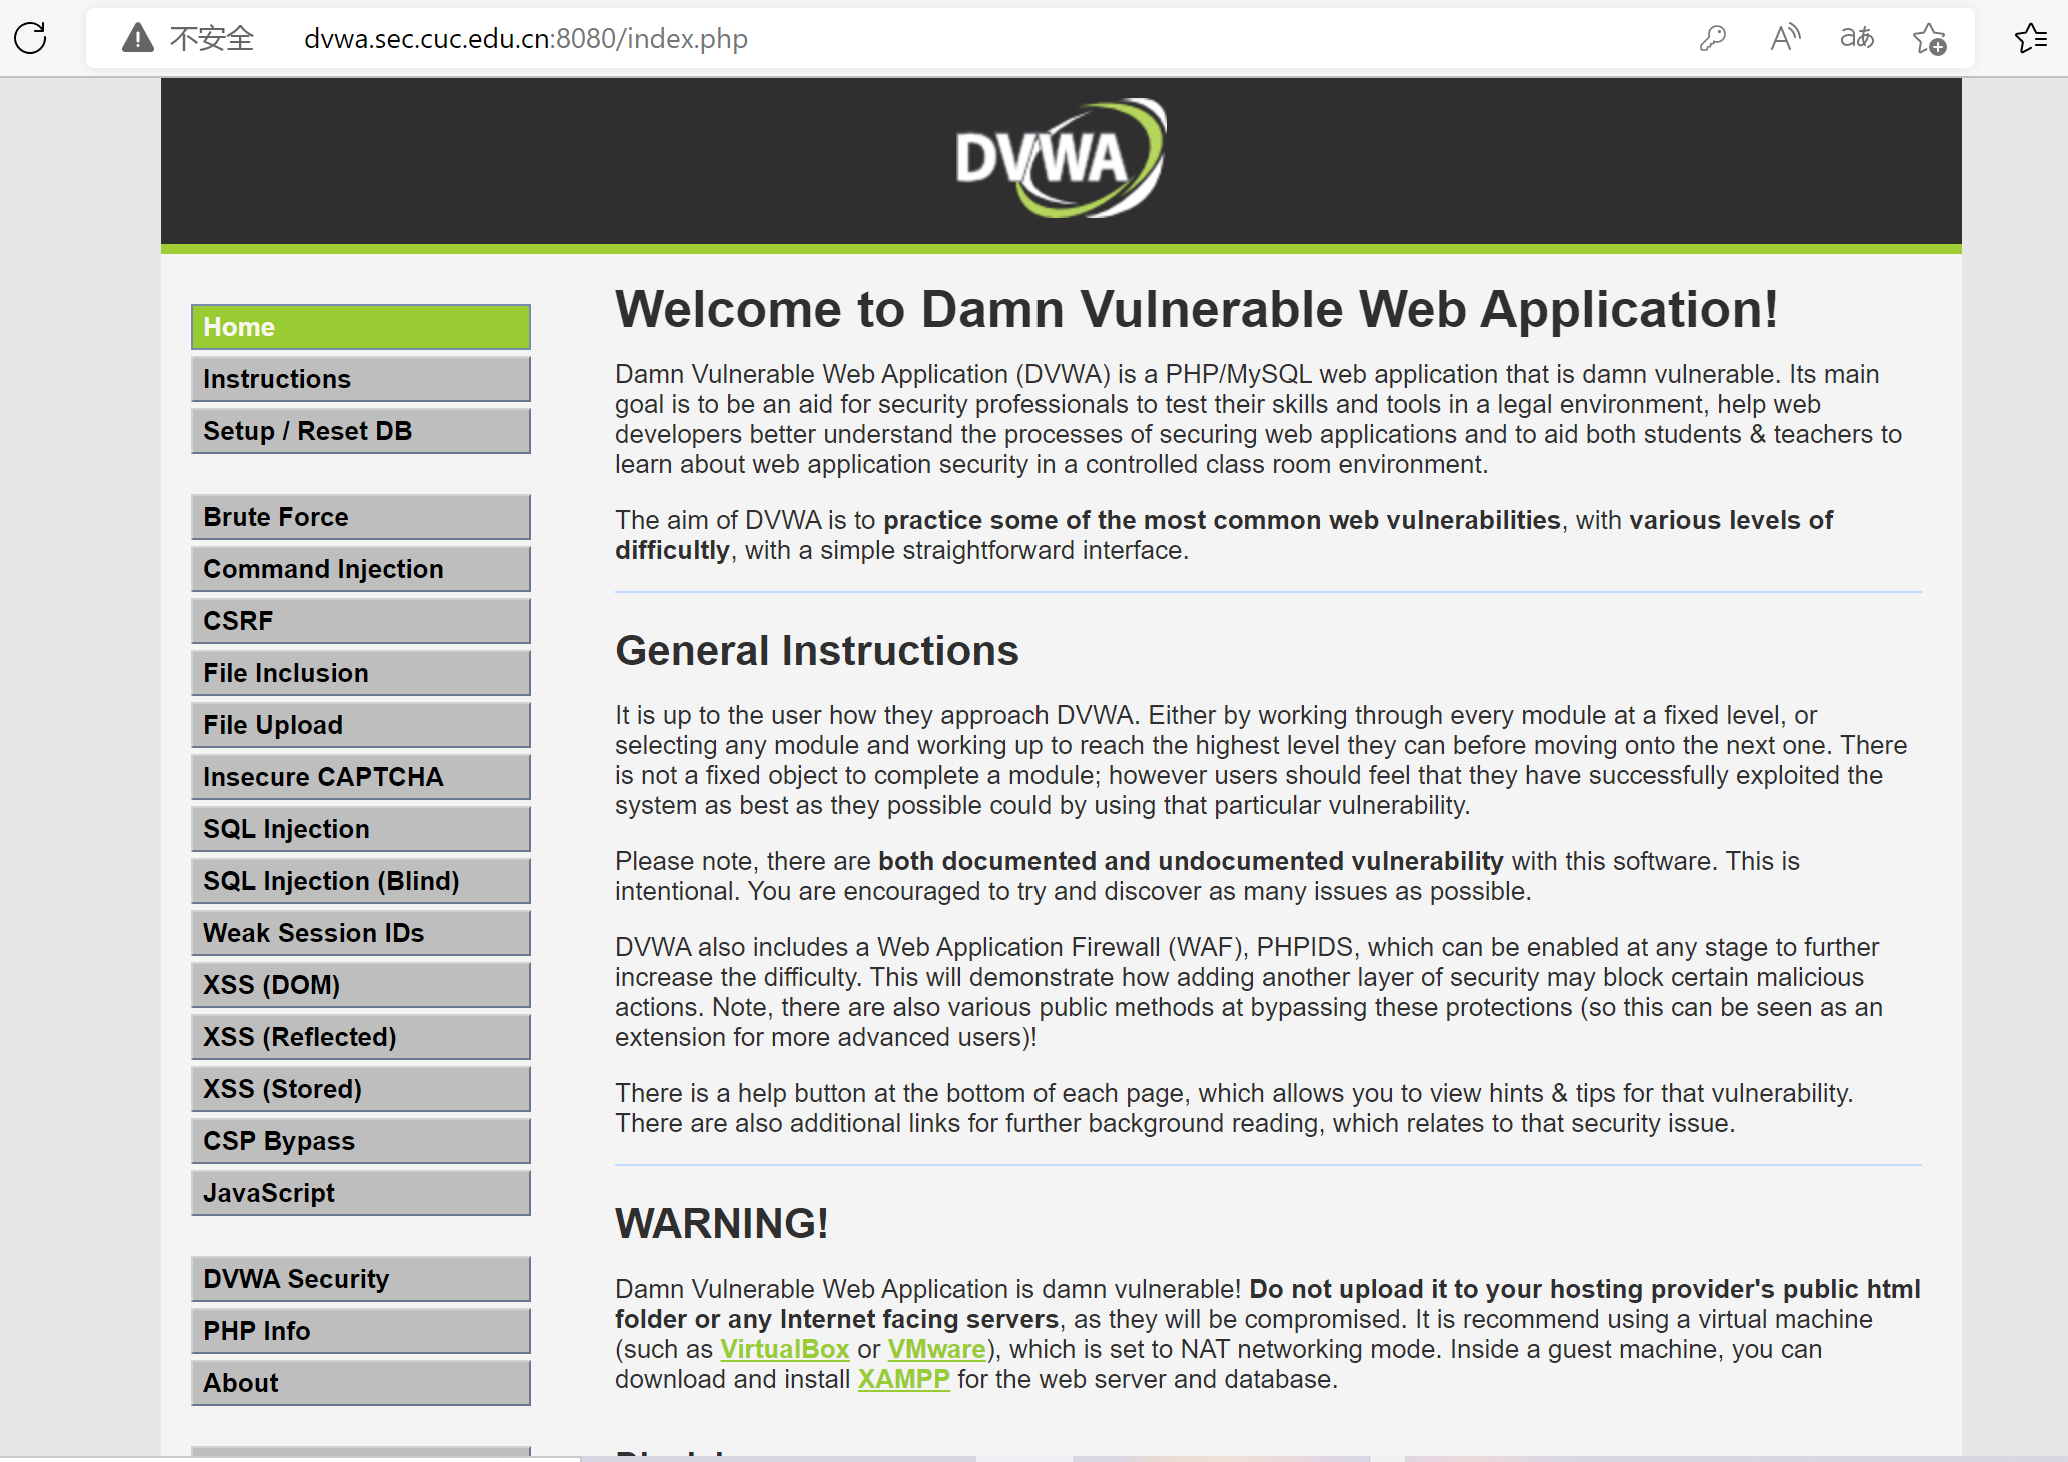 不安全 dvwa.sec.cuc.edu.cn:8080/index.php
DVWA
Home
Instructions
Setup / Reset DB
Brute Force
Command Injection
CSRF
File Inclusion
File Upload
Insecure CAPTCHA
SQL Injection
SQL Injection (Blind)
Weak Session IDs
XSS (DOM)
XSS (Reflected)
XSS (Stored)
CSP Bypass
JavaScript
DVWA Security
PHP Info
About
Welcome to Damn Vulnerable Web Application!
Damn Vulnerable Web Application (DVWA) is a PHP/MySQL web application that is damn vulnerable. Its main
goal is to be an aid for security professionals to test their skills and tools in a legal environment, help web
developers better understand the processes of securing web applications and to aid both students & teachers to
learn about web application security in a controlled class room environment.
The aim of DVWA is to practice some of the most common web vulnerabilities, with various levels of
difficultly, with a simple straightforward interface.
General Instructions
It is up to the user how they approach DVWA. Either by working through every module at a fixed level, or
selecting any module and working up to reach the highest level they can before moving onto the next one. There
is not a fixed object to complete a module; however users should feel that they have successfully exploited the
system as best as they possible could by using that particular vulnerability.
Please note, there are both documented and undocumented vulnerability with this software. This is
intentional. You are encouraged to try and discover as many issues as possible.
DVWA also includes a Web Application Firewall (WAF), PHPIDS, which can be enabled at any stage to further
increase the difficulty. This will demonstrate how adding another layer of security may block certain malicious
actions. Note, there are also various public methods at bypassing these protections (so this can be seen as an
extension for more advanced users)!
There is a help button at the bottom of each page, which allows you to view hints & tips for that vulnerability.
There are also additional links for further background reading, which relates to that security issue.
WARNING!
Damn Vulnerable Web Application is damn vulnerable! Do not upload it to your hosting provider's public html
folder or any Internet facing servers, as they will be compromised. It is recommend using a virtual machine
(such as VirtualBox or VMware), which is set to NAT networking mode. Inside a guest machine, you can
download and install XAMPP for the web server and database.